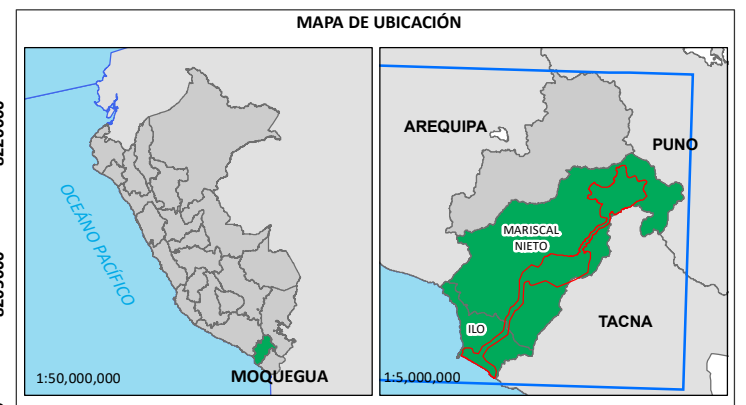 MAPA DE UBICACIÓN
OCEÁNO PACÍFICO
1:50,000,000
MOQUEGUA
AREQUIPA
PUNO
MARISCAL
NIETO
ILO
TACNA
1:5,000,000